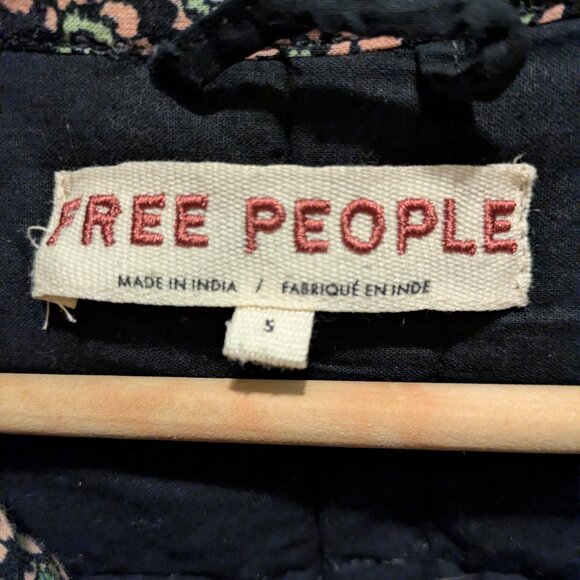 FREE PEOPLE
MADE IN INDIA / FABRIQUÉ EN INDE
S